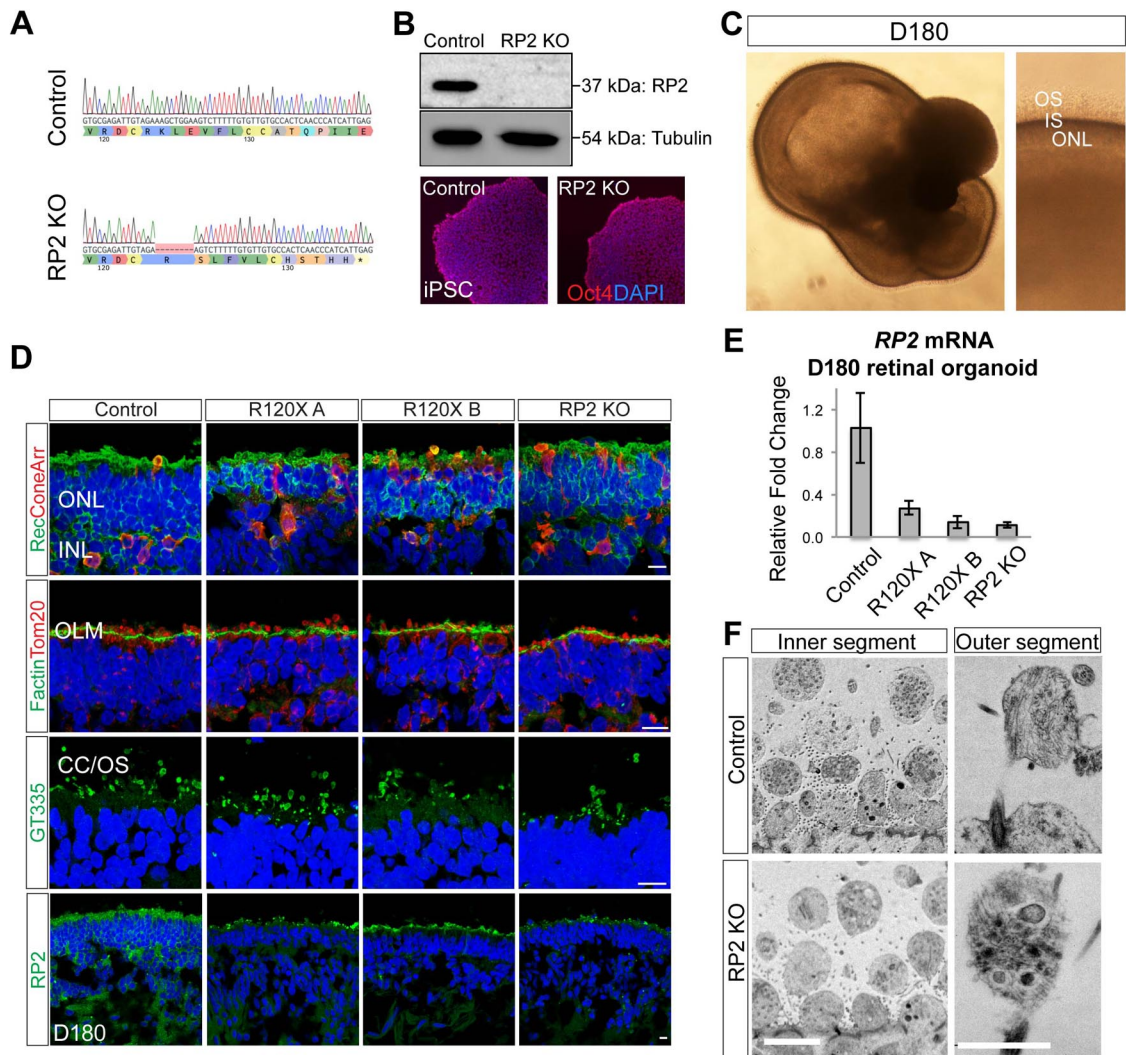 A
Control
GTGCGAGATTGTAGAAAGCTGGAAGTCTTTTTGTGTTGTGCCACTCAACCCATCATTGAG
V R D C R K L E V F L C C A T Q P I I E
120 130
RP2 KO
GTGCGAGATTGTAGA-------AGTCTTTTTGTGTTGTGCCACTCAACCCATCATTGAG
V R D C R S L F V L C H S T H H *
120 130
B
Control RP2 KO
37 kDa: RP2
54 kDa: Tubulin
Control
iPSC
RP2 KO
Oct4DAPI
C
D180
OS
IS
ONL
D
Control R120X A R120X B RP2 KO
RecConeArr
ONL
INL
FactinTom20
OLM
GT335
CC/OS
RP2
D180
E
RP2 mRNA
D180 retinal organoid
Relative Fold Change
1.2
0.8
0.4
0.0
Control
R120X A
R120X B
RP2 KO
F
Inner segment Outer segment
Control
RP2 KO